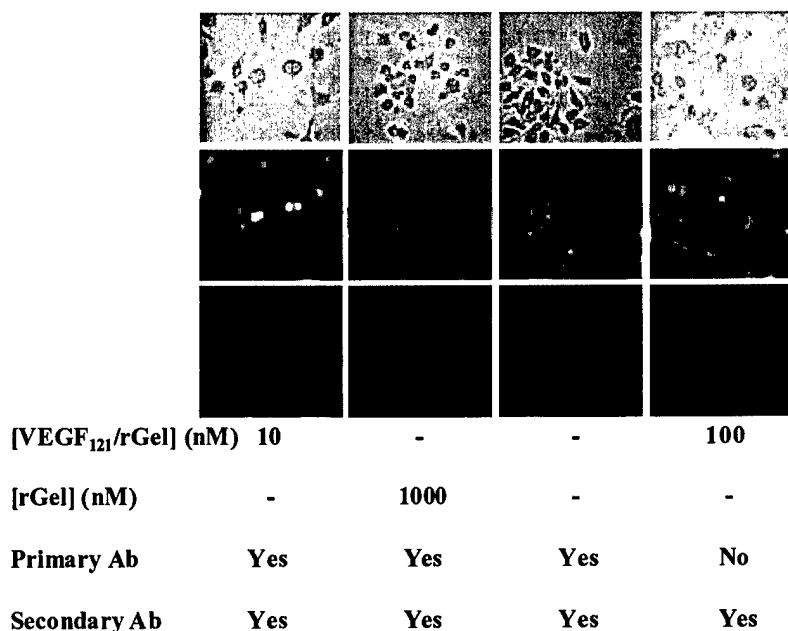 [VEGF₁₂₁/rGel] (nM) 10 - - 100
[rGel] (nM) - 1000 - -
Primary Ab Yes Yes Yes No
Secondary Ab Yes Yes Yes Yes